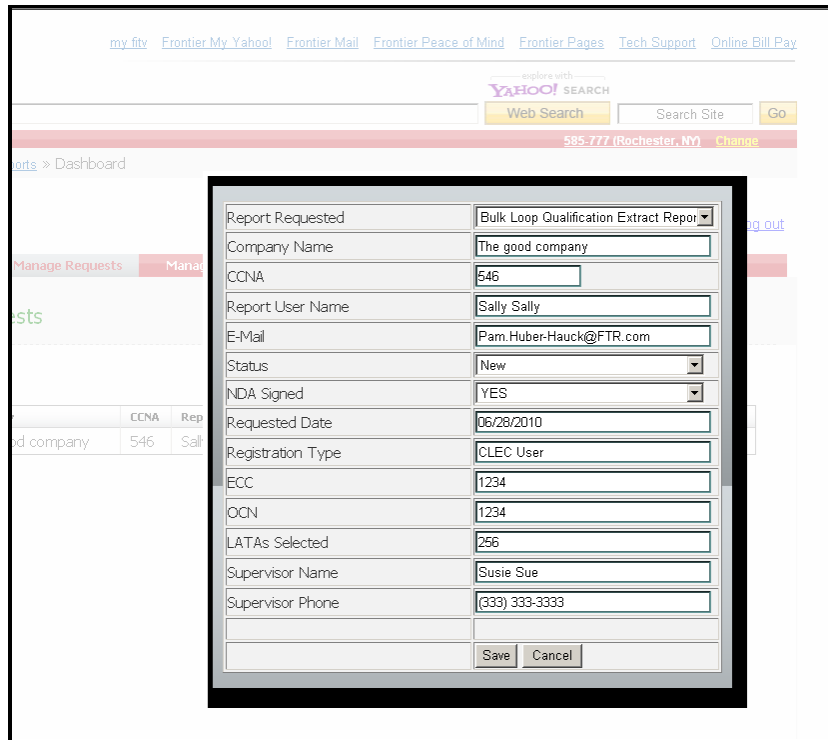 my fitv Frontier My Yahoo! Frontier Mail Frontier Peace of Mind Frontier Pages Tech Support Online Bill Pay
explore with
YAHOO! SEARCH
Web Search Search Site Go
585-777 (Rochester, NY) Change
orts » Dashboard
og out
Manage Requests Mana
ests
Report Requested Bulk Loop Qualification Extract Repor
Company Name The good company
CCNA 546
Report User Name Sally Sally
E-Mail Pam.Huber-Hauck@FTR.com
Status New
NDA Signed YES
Requested Date 06/28/2010
Registration Type CLEC User
ECC 1234
OCN 1234
LATAs Selected 256
Supervisor Name Susie Sue
Supervisor Phone (333) 333-3333
Save Cancel
y CCNA Rep
od company 546 Sall